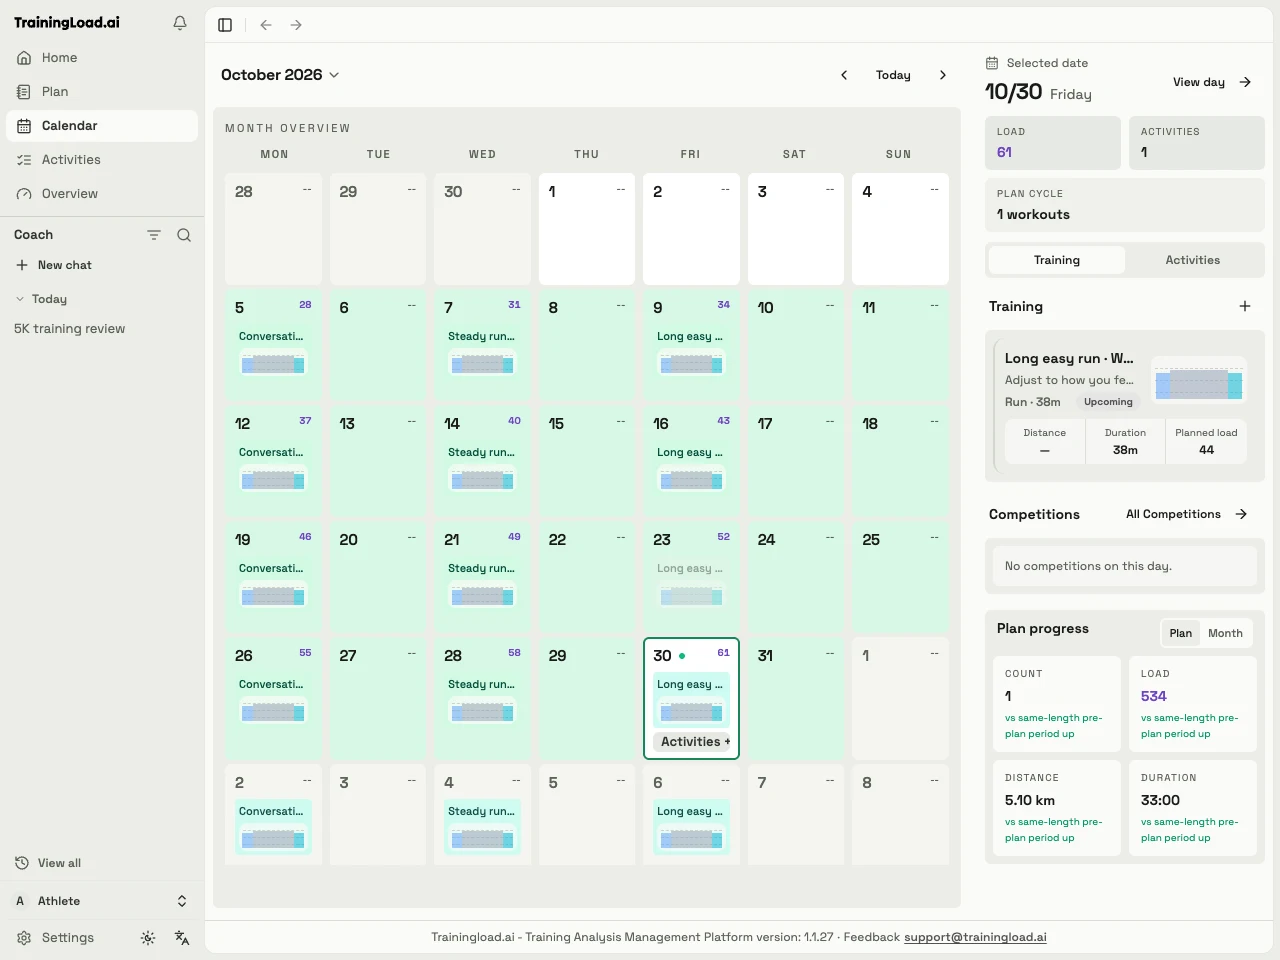 TrainingLoad.ai
Home
Plan
Calendar
Activities
Overview
Coach
New chat
Today
5K training review
View all
A Athlete
Settings
October 2026
Today
MONTH OVERVIEW
MON TUE WED THU FRI SAT SUN
28 -- 29 -- 30 -- 1 -- 2 -- 3 -- 4 --
5 28 6 -- 7 31 8 -- 9 34 10 -- 11 --
Conversati... Steady run... Long easy ...
12 37 13 -- 14 40 15 -- 16 43 17 -- 18 --
Conversati... Steady run... Long easy ...
19 46 20 -- 21 49 22 -- 23 52 24 -- 25 --
Conversati... Steady run... Long easy ...
26 55 27 -- 28 58 29 -- 30 61 31 -- 1 --
Conversati... Steady run... Long easy ...
Activities +
2 -- 3 -- 4 -- 5 -- 6 -- 7 -- 8 --
Conversati... Steady run... Long easy ...
Selected date
10/30 Friday
View day
LOAD
61
ACTIVITIES
1
PLAN CYCLE
1 workouts
Training Activities
Training
Long easy run · W...
Adjust to how you fe...
Run · 38m Upcoming
Distance Duration Planned load
— 38m 44
Competitions All Competitions
No competitions on this day.
Plan progress Plan Month
COUNT
1
vs same-length pre-
plan period up
LOAD
534
vs same-length pre-
plan period up
DISTANCE
5.10 km
vs same-length pre-
plan period up
DURATION
33:00
vs same-length pre-
plan period up
Trainingload.ai - Training Analysis Management Platform version: 1.1.27 · Feedback support@trainingload.ai